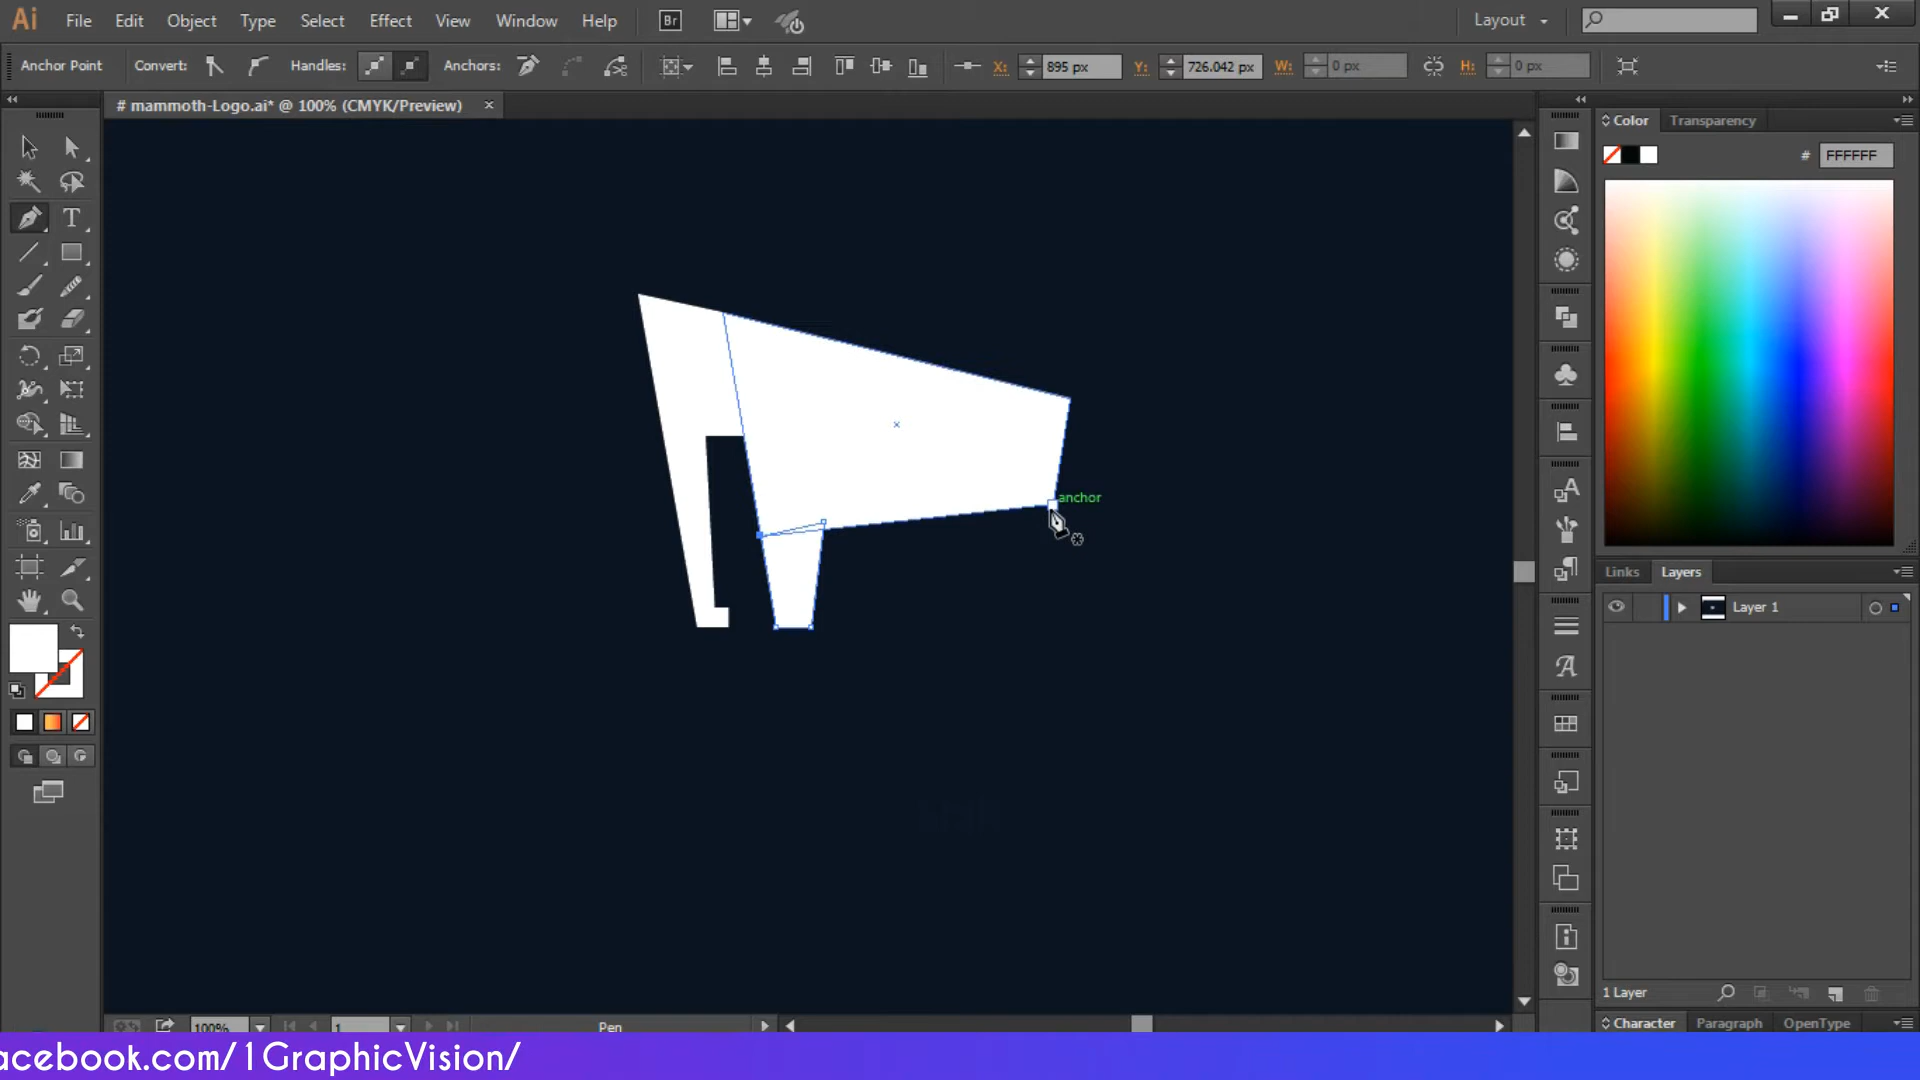 Ai File Edit Object Type Select Effect View Window Help Br Layout
Anchor Point Convert: Handles: Anchors: X: 895 px Y: 726.042 px W: 0 px H: 0 px
# mammoth-Logo.ai* @ 100% (CMYK/Preview)
Color Transparency
# FFFFFF
anchor
Links Layers
Layer 1
1 Layer
100% 1 Pen
Character Paragraph OpenType
acebook.com/1GraphicVision/